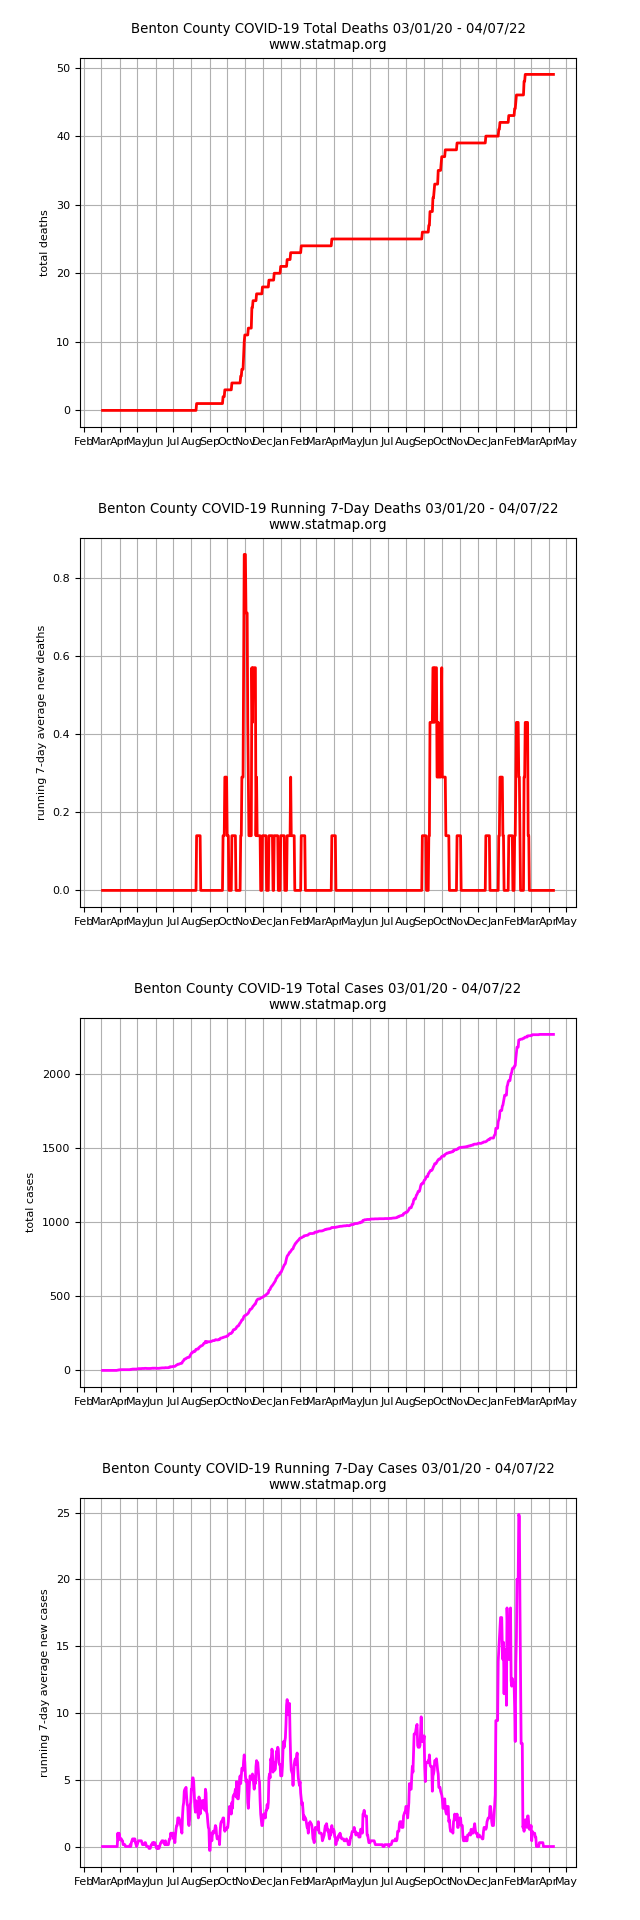 Benton County COVID-19 Total Deaths 03/01/20 - 04/07/22
www.statmap.org
50
40
30
20
10
0
total deaths
Feb Mar Apr May Jun Jul Aug Sep Oct Nov Dec Jan Feb Mar Apr May Jun Jul Aug Sep Oct Nov Dec Jan Feb Mar Apr May
Benton County COVID-19 Running 7-Day Deaths 03/01/20 - 04/07/22
www.statmap.org
0.8
0.6
0.4
0.2
0.0
running 7-day average new deaths
Feb Mar Apr May Jun Jul Aug Sep Oct Nov Dec Jan Feb Mar Apr May Jun Jul Aug Sep Oct Nov Dec Jan Feb Mar Apr May
Benton County COVID-19 Total Cases 03/01/20 - 04/07/22
www.statmap.org
2000
1500
1000
500
0
total cases
Feb Mar Apr May Jun Jul Aug Sep Oct Nov Dec Jan Feb Mar Apr May Jun Jul Aug Sep Oct Nov Dec Jan Feb Mar Apr May
Benton County COVID-19 Running 7-Day Cases 03/01/20 - 04/07/22
www.statmap.org
25
20
15
10
5
0
running 7-day average new cases
Feb Mar Apr May Jun Jul Aug Sep Oct Nov Dec Jan Feb Mar Apr May Jun Jul Aug Sep Oct Nov Dec Jan Feb Mar Apr May